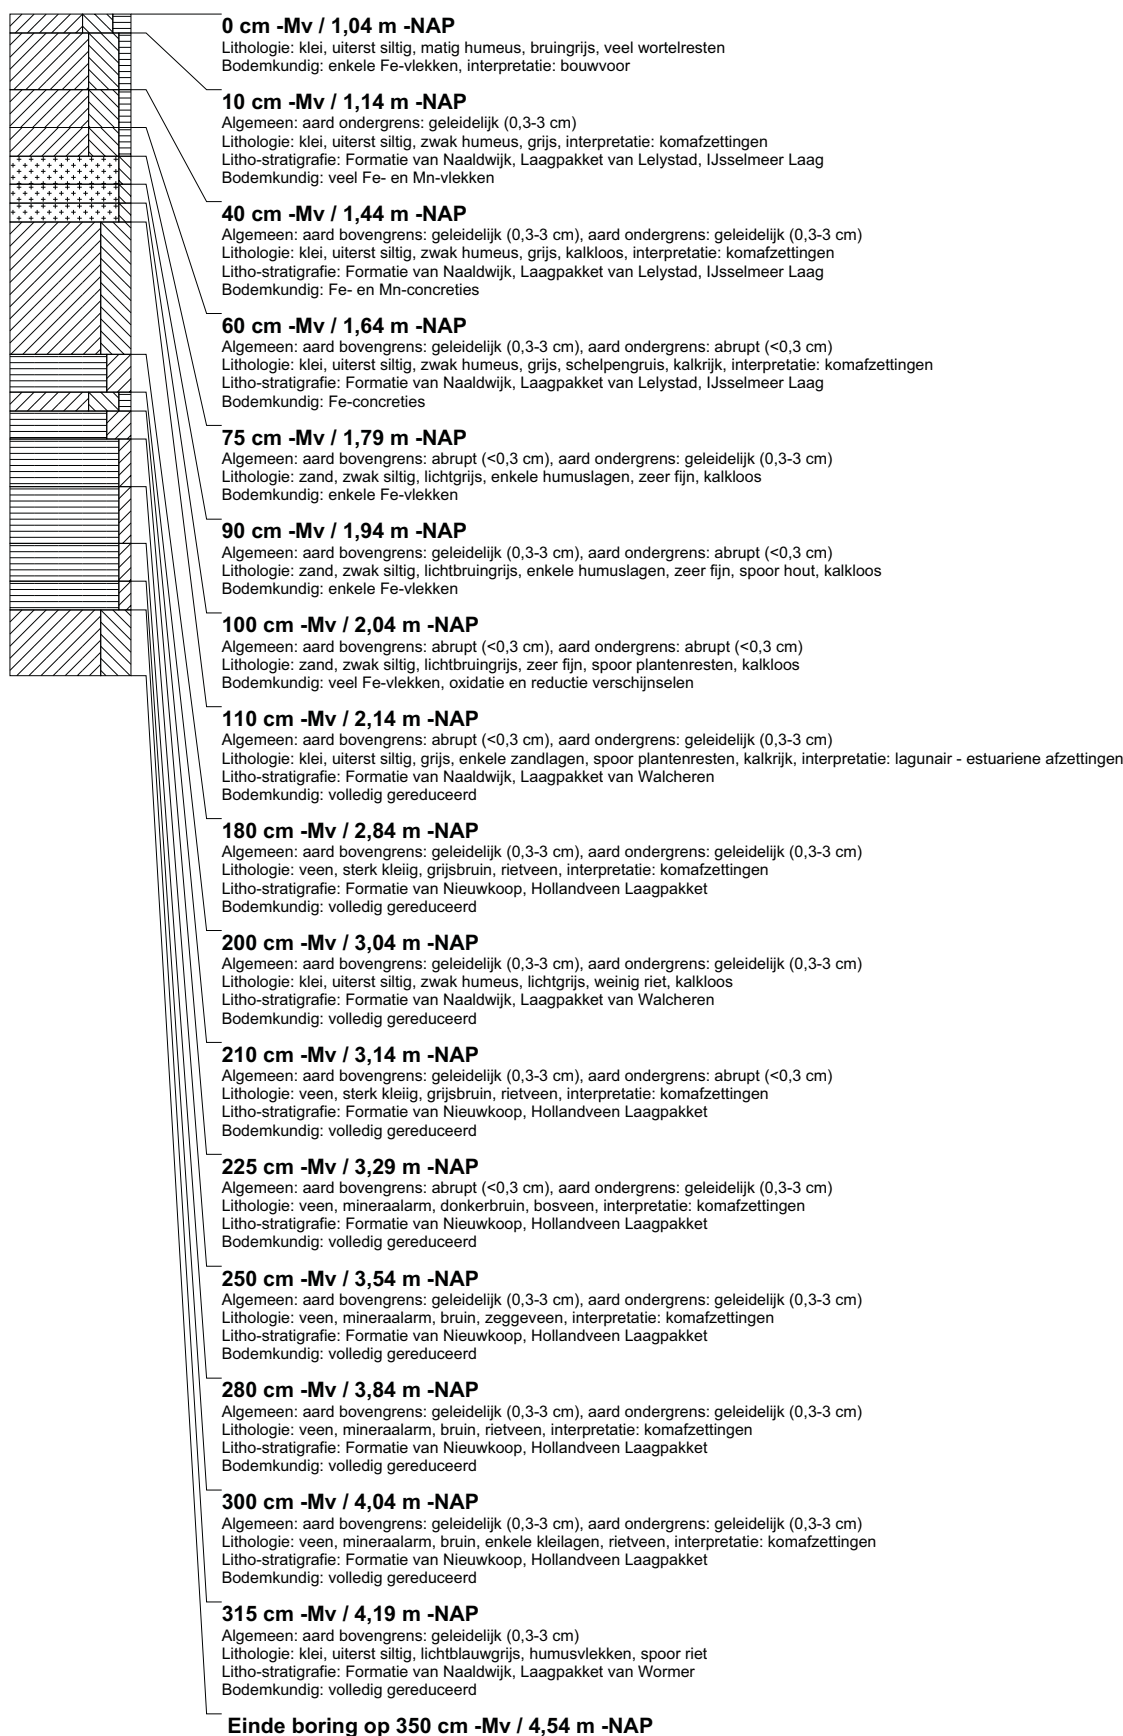 0 cm -Mv / 1,04 m -NAP
Lithologie: klei, uiterst siltig, matig humeus, bruingrijs, veel wortelresten
Bodemkundig: enkele Fe-vlekken, interpretatie: bouwvoor
10 cm -Mv / 1,14 m -NAP
Algemeen: aard ondergrens: geleidelijk (0,3-3 cm)
Lithologie: klei, uiterst siltig, zwak humeus, grijs, interpretatie: komafzettingen
Litho-stratigrafie: Formatie van Naaldwijk, Laagpakket van Lelystad, IJsselmeer Laag
Bodemkundig: veel Fe- en Mn-vlekken
40 cm -Mv / 1,44 m -NAP
Algemeen: aard bovengrens: geleidelijk (0,3-3 cm), aard ondergrens: geleidelijk (0,3-3 cm)
Lithologie: klei, uiterst siltig, zwak humeus, grijs, kalkloos, interpretatie: komafzettingen
Litho-stratigrafie: Formatie van Naaldwijk, Laagpakket van Lelystad, IJsselmeer Laag
Bodemkundig: Fe- en Mn-concreties
60 cm -Mv / 1,64 m -NAP
Algemeen: aard bovengrens: geleidelijk (0,3-3 cm), aard ondergrens: abrupt (<0,3 cm)
Lithologie: klei, uiterst siltig, zwak humeus, grijs, schelpengruis, kalkrijk, interpretatie: komafzettingen
Litho-stratigrafie: Formatie van Naaldwijk, Laagpakket van Lelystad, IJsselmeer Laag
Bodemkundig: Fe-concreties
75 cm -Mv / 1,79 m -NAP
Algemeen: aard bovengrens: abrupt (<0,3 cm), aard ondergrens: geleidelijk (0,3-3 cm)
Lithologie: zand, zwak siltig, lichtgrijs, enkele humuslagen, zeer fijn, kalkloos
Bodemkundig: enkele Fe-vlekken
90 cm -Mv / 1,94 m -NAP
Algemeen: aard bovengrens: geleidelijk (0,3-3 cm), aard ondergrens: abrupt (<0,3 cm)
Lithologie: zand, zwak siltig, lichtbruingrijs, enkele humuslagen, zeer fijn, spoor hout, kalkloos
Bodemkundig: enkele Fe-vlekken
100 cm -Mv / 2,04 m -NAP
Algemeen: aard bovengrens: abrupt (<0,3 cm), aard ondergrens: abrupt (<0,3 cm)
Lithologie: zand, zwak siltig, lichtbruingrijs, zeer fijn, spoor plantenresten, kalkloos
Bodemkundig: veel Fe-vlekken, oxidatie en reductie verschijnselen
110 cm -Mv / 2,14 m -NAP
Algemeen: aard bovengrens: abrupt (<0,3 cm), aard ondergrens: geleidelijk (0,3-3 cm)
Lithologie: klei, uiterst siltig, grijs, enkele zandlagen, spoor plantenresten, kalkrijk, interpretatie: lagunair - estuariene afzettingen
Litho-stratigrafie: Formatie van Naaldwijk, Laagpakket van Walcheren
Bodemkundig: volledig gereduceerd
180 cm -Mv / 2,84 m -NAP
Algemeen: aard bovengrens: geleidelijk (0,3-3 cm), aard ondergrens: geleidelijk (0,3-3 cm)
Lithologie: veen, sterk kleiig, grijsbruin, rietveen, interpretatie: komafzettingen
Litho-stratigrafie: Formatie van Nieuwkoop, Hollandveen Laagpakket
Bodemkundig: volledig gereduceerd
200 cm -Mv / 3,04 m -NAP
Algemeen: aard bovengrens: geleidelijk (0,3-3 cm), aard ondergrens: geleidelijk (0,3-3 cm)
Lithologie: klei, uiterst siltig, zwak humeus, lichtgrijs, weinig riet, kalkloos
Litho-stratigrafie: Formatie van Naaldwijk, Laagpakket van Walcheren
Bodemkundig: volledig gereduceerd
210 cm -Mv / 3,14 m -NAP
Algemeen: aard bovengrens: geleidelijk (0,3-3 cm), aard ondergrens: abrupt (<0,3 cm)
Lithologie: veen, sterk kleiig, grijsbruin, rietveen, interpretatie: komafzettingen
Litho-stratigrafie: Formatie van Nieuwkoop, Hollandveen Laagpakket
Bodemkundig: volledig gereduceerd
225 cm -Mv / 3,29 m -NAP
Algemeen: aard bovengrens: abrupt (<0,3 cm), aard ondergrens: geleidelijk (0,3-3 cm)
Lithologie: veen, mineraalarm, donkerbruin, bosveen, interpretatie: komafzettingen
Litho-stratigrafie: Formatie van Nieuwkoop, Hollandveen Laagpakket
Bodemkundig: volledig gereduceerd
250 cm -Mv / 3,54 m -NAP
Algemeen: aard bovengrens: geleidelijk (0,3-3 cm), aard ondergrens: geleidelijk (0,3-3 cm)
Lithologie: veen, mineraalarm, bruin, zeggeveen, interpretatie: komafzettingen
Litho-stratigrafie: Formatie van Nieuwkoop, Hollandveen Laagpakket
Bodemkundig: volledig gereduceerd
280 cm -Mv / 3,84 m -NAP
Algemeen: aard bovengrens: geleidelijk (0,3-3 cm), aard ondergrens: geleidelijk (0,3-3 cm)
Lithologie: veen, mineraalarm, bruin, rietveen, interpretatie: komafzettingen
Litho-stratigrafie: Formatie van Nieuwkoop, Hollandveen Laagpakket
Bodemkundig: volledig gereduceerd
300 cm -Mv / 4,04 m -NAP
Algemeen: aard bovengrens: geleidelijk (0,3-3 cm), aard ondergrens: geleidelijk (0,3-3 cm)
Lithologie: veen, mineraalarm, bruin, enkele kleilagen, rietveen, interpretatie: komafzettingen
Litho-stratigrafie: Formatie van Nieuwkoop, Hollandveen Laagpakket
Bodemkundig: volledig gereduceerd
315 cm -Mv / 4,19 m -NAP
Algemeen: aard bovengrens: geleidelijk (0,3-3 cm)
Lithologie: klei, uiterst siltig, lichtblauwgrijs, humusvlekken, spoor riet
Litho-stratigrafie: Formatie van Naaldwijk, Laagpakket van Wormer
Bodemkundig: volledig gereduceerd
Einde boring op 350 cm -Mv / 4,54 m -NAP